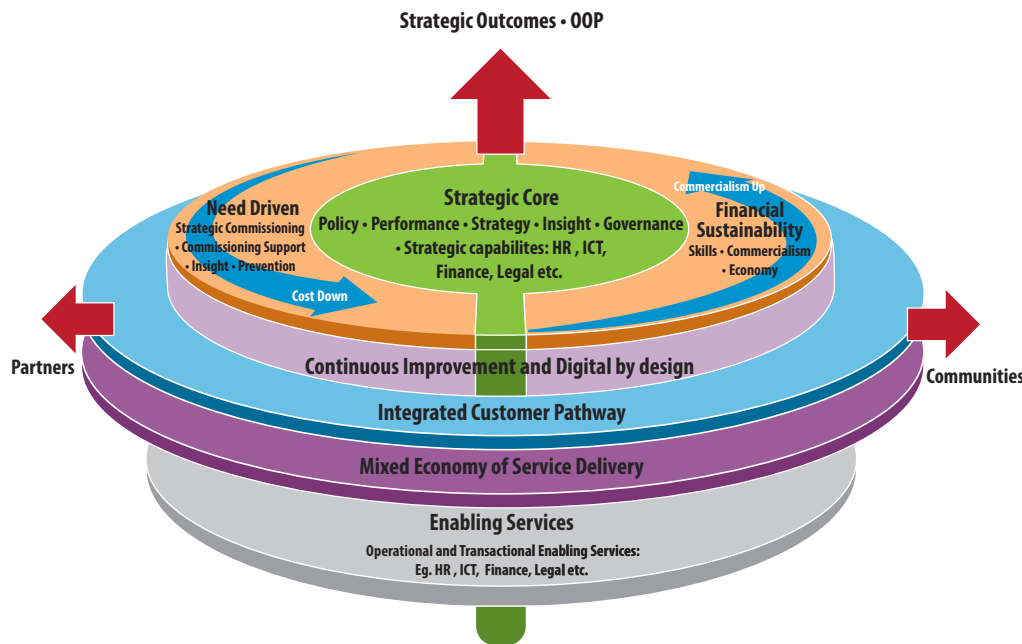 Strategic Outcomes • OOP
Commercialism Up
Need Driven
Strategic Commissioning
• Commissioning Support
• Insight • Prevention
Cost Down
Strategic Core
Policy • Performance • Strategy • Insight • Governance
• Strategic capabilites: HR , ICT,
Finance, Legal etc.
Financial
Sustainability
Skills • Commercialism
• Economy
Partners
Communities
Continuous Improvement and Digital by design
Integrated Customer Pathway
Mixed Economy of Service Delivery
Enabling Services
Operational and Transactional Enabling Services:
Eg. HR , ICT, Finance, Legal etc.